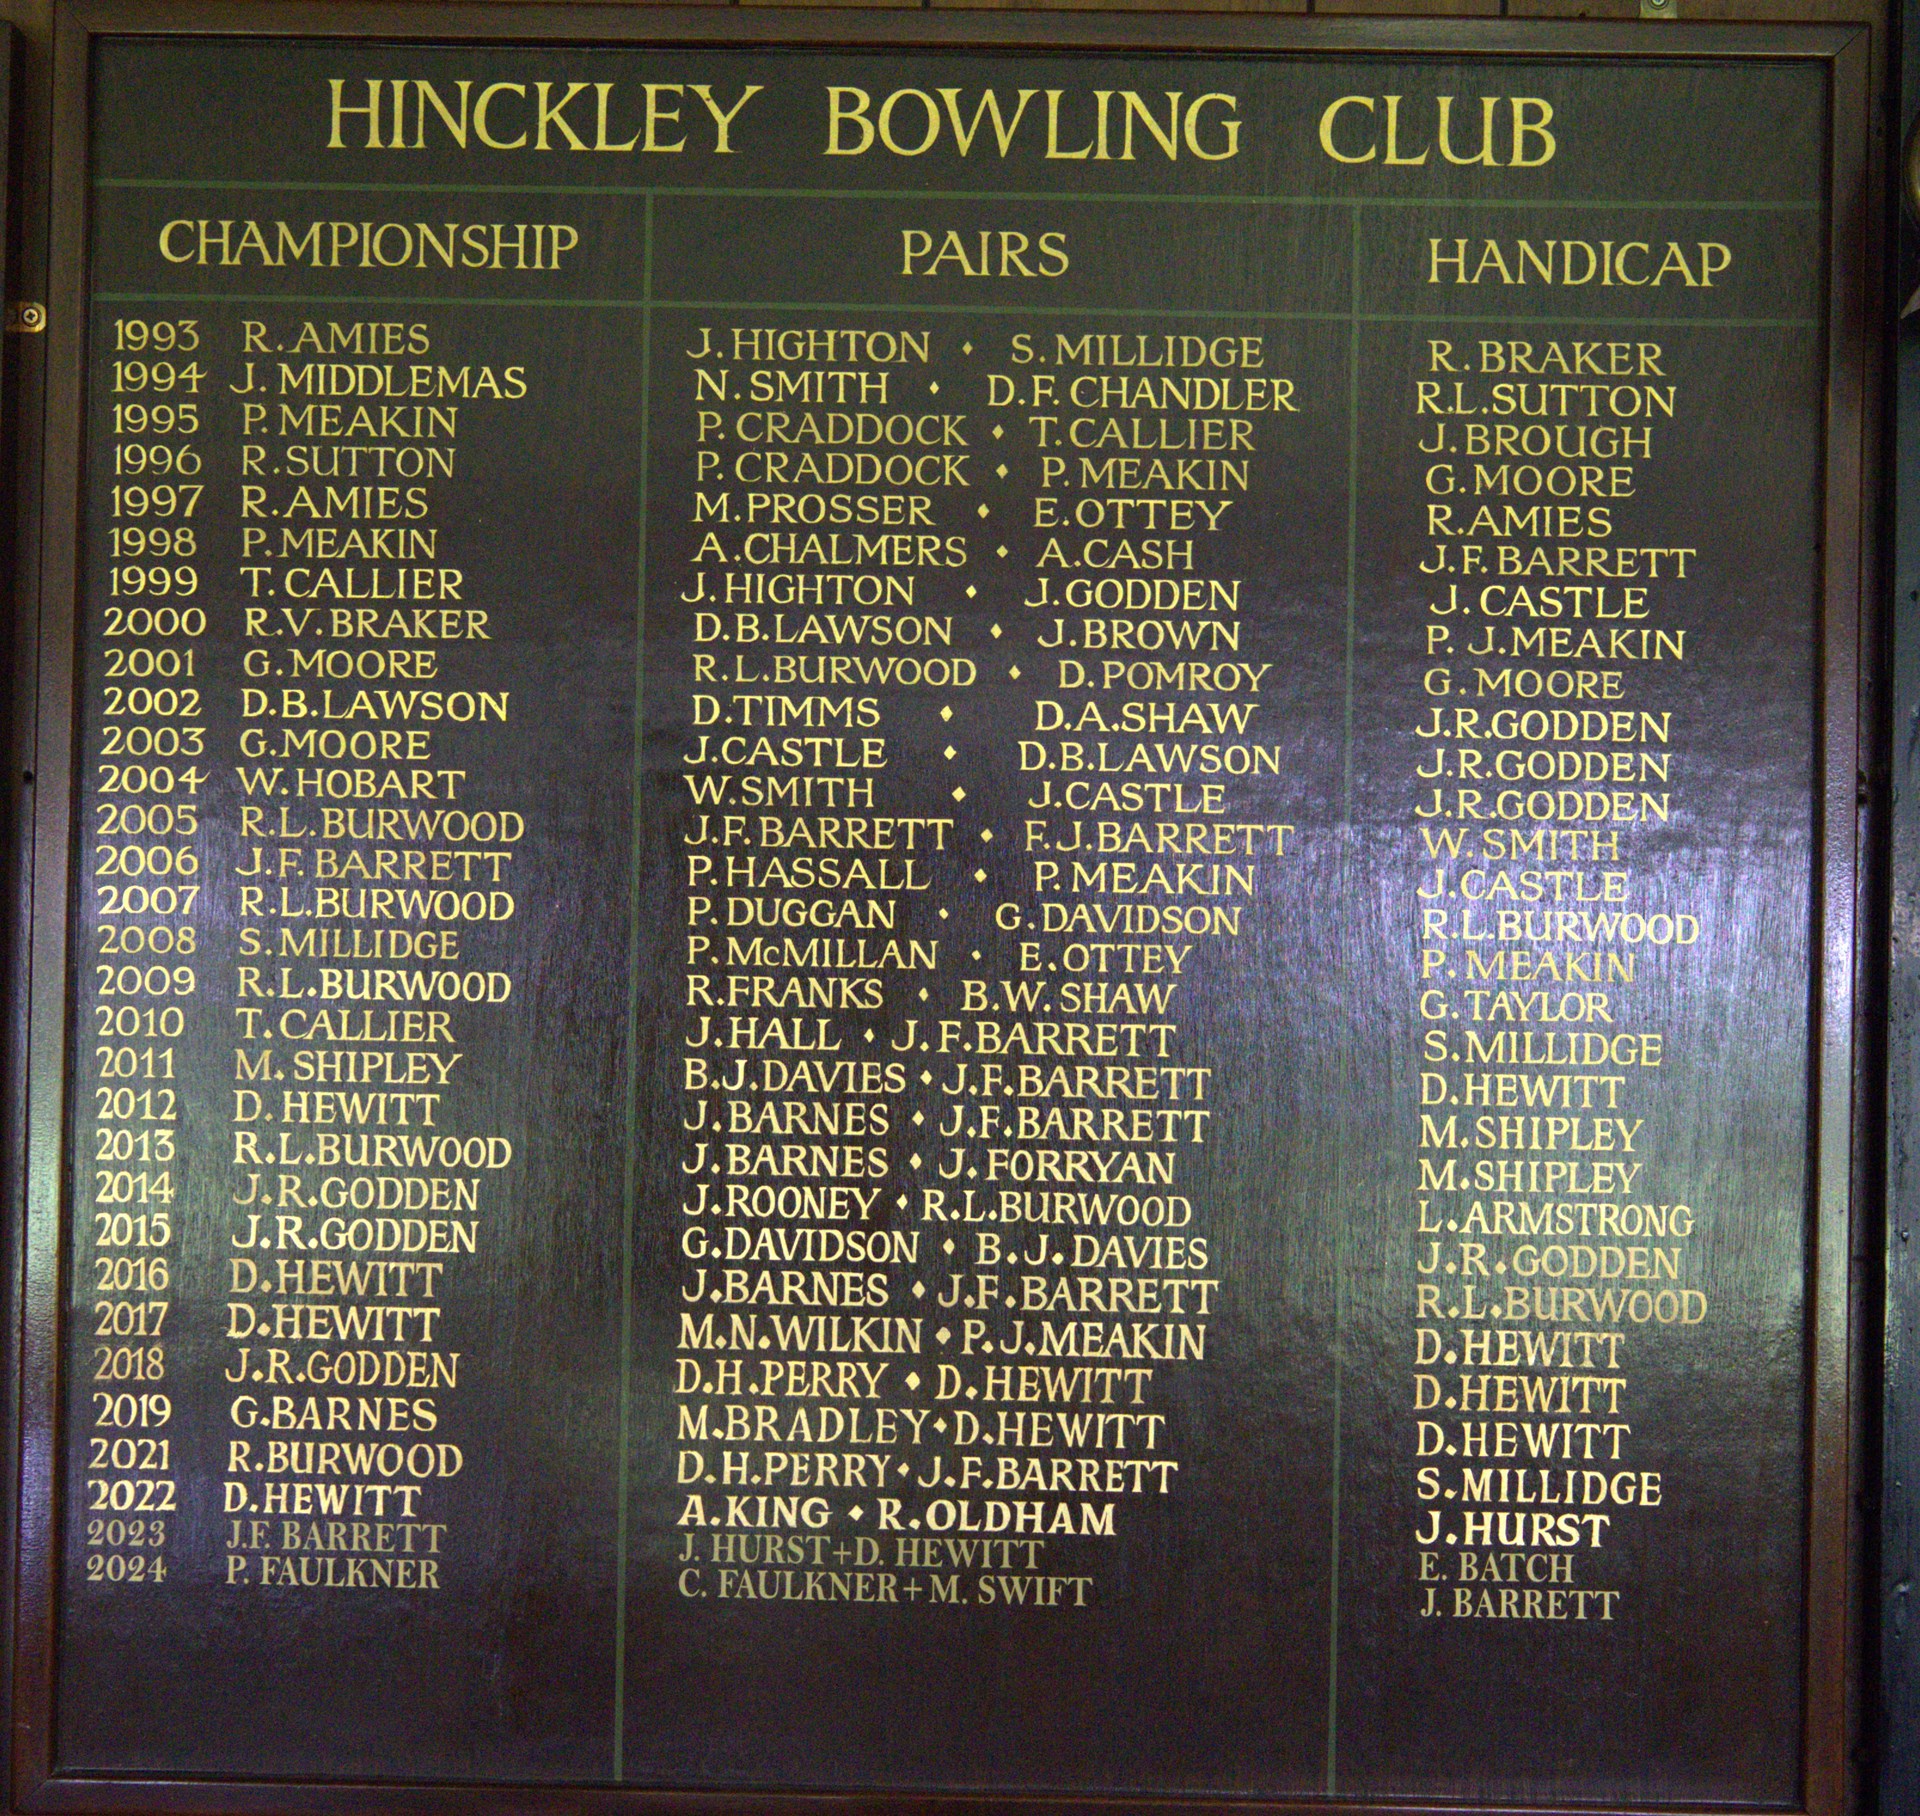 HINCKLEY BOWLING CLUB
CHAMPIONSHIP PAIRS HANDICAP
1993 R. AMIES J. HIGHTON • S. MILLIDGE R. BRAKER
1994 J. MIDDLEMAS N. SMITH • D.F. CHANDLER R.L. SUTTON
1995 P. MEAKIN P. CRADDOCK • T. CALLIER J. BROUGH
1996 R. SUTTON P. CRADDOCK • P. MEAKIN G. MOORE
1997 R. AMIES M. PROSSER • E. OTTEY R. AMIES
1998 P. MEAKIN A. CHALMERS • A. CASH J.F. BARRETT
1999 T. CALLIER J. HIGHTON • J. GODDEN J. CASTLE
2000 R.V. BRAKER D.B. LAWSON • J. BROWN P. J. MEAKIN
2001 G. MOORE R.L. BURWOOD • D. POMROY G. MOORE
2002 D.B. LAWSON D. TIMMS • D.A. SHAW J.R. GODDEN
2003 G. MOORE J. CASTLE • D.B. LAWSON J.R. GODDEN
2004 W. HOBART W. SMITH • J. CASTLE J.R. GODDEN
2005 R.L. BURWOOD J.F. BARRETT • F.J. BARRETT W. SMITH
2006 J.F. BARRETT P. HASSALL • P. MEAKIN J. CASTLE
2007 R.L. BURWOOD P. DUGGAN • G. DAVIDSON R.L. BURWOOD
2008 S. MILLIDGE P. McMILLAN • E. OTTEY P. MEAKIN
2009 R.L. BURWOOD R. FRANKS • B.W. SHAW G. TAYLOR
2010 T. CALLIER J. HALL • J. F. BARRETT S. MILLIDGE
2011 M. SHIPLEY B.J. DAVIES • J.F. BARRETT D. HEWITT
2012 D. HEWITT J. BARNES • J.F. BARRETT M. SHIPLEY
2013 R.L. BURWOOD J. BARNES • J. FORRYAN M. SHIPLEY
2014 J.R. GODDEN J. ROONEY • R.L. BURWOOD L. ARMSTRONG
2015 J.R. GODDEN G. DAVIDSON • B.J. DAVIES J.R. GODDEN
2016 D. HEWITT J. BARNES • J.F. BARRETT R.L. BURWOOD
2017 D. HEWITT M.N. WILKIN • P.J. MEAKIN D. HEWITT
2018 J.R. GODDEN D.H. PERRY • D. HEWITT D. HEWITT
2019 G. BARNES M. BRADLEY • D. HEWITT D. HEWITT
2021 R. BURWOOD D.H. PERRY • J.F. BARRETT S. MILLIDGE
2022 D. HEWITT A. KING • R. OLDHAM J. HURST
2023 J.F. BARRETT J. HURST + D. HEWITT E. BATCH
2024 P. FAULKNER C. FAULKNER + M. SWIFT J. BARRETT